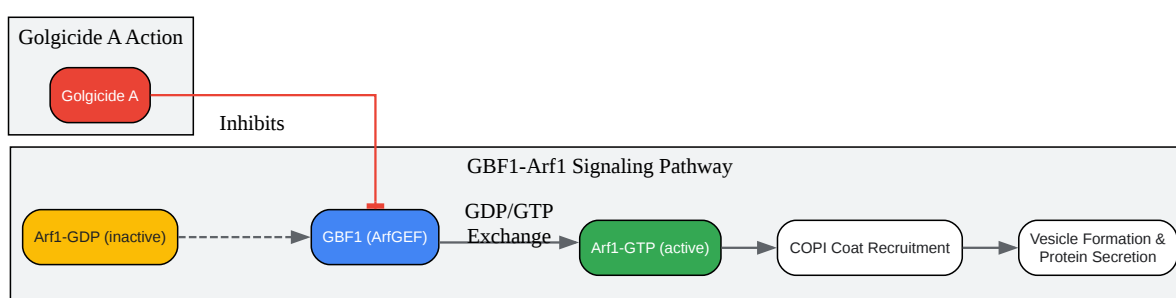 Golgicide A Action
Golgicide A
Inhibits
GBF1-Arf1 Signaling Pathway
Arf1-GDP (inactive)
GBF1 (ArfGEF)
GDP/GTP
Exchange
Arf1-GTP (active)
COPI Coat Recruitment
Vesicle Formation &
Protein Secretion